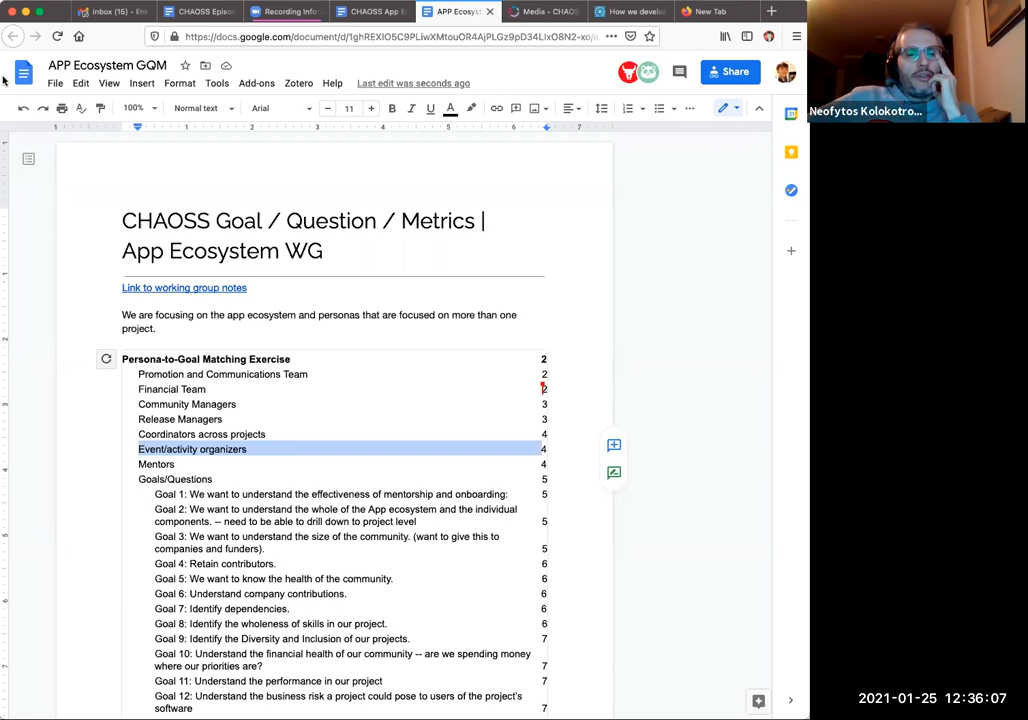 inbox (15) – link
CHAOSS Episo
Recording Info
CHAOSS App E
APP Ecosys
Media – CHAO
How we develo
New Tab
https://docs.google.com/document/d/1ghREXIO5C9PLiwXMtouOR4AjPLGz9pD34LIxO8N2-xo/e
APP Ecosystem GQM
File Edit View Insert Format Tools Add-ons Zotero Help Last edit was seconds ago
Share
100% Normal text Arial 11 B I U A
1 1 2 3 4 5 6 7
CHAOSS Goal / Question / Metrics |
App Ecosystem WG
Link to working group notes
We are focusing on the app ecosystem and personas that are focused on more than one
project.
Persona-to-Goal Matching Exercise 2
Promotion and Communications Team 2
Financial Team 2
Community Managers 3
Release Managers 3
Coordinators across projects 4
Event/activity organizers 4
Mentors 4
Goals/Questions 5
Goal 1: We want to understand the effectiveness of mentorship and onboarding: 5
Goal 2: We want to understand the whole of the App ecosystem and the individual
components. -- need to be able to drill down to project level 5
Goal 3: We want to understand the size of the community. (want to give this to
companies and funders). 5
Goal 4: Retain contributors. 6
Goal 5: We want to know the health of the community. 6
Goal 6: Understand company contributions. 6
Goal 7: Identify dependencies. 6
Goal 8: Identify the wholeness of skills in our project. 6
Goal 9: Identify the Diversity and Inclusion of our projects. 7
Goal 10: Understand the financial health of our community -- are we spending money
where our priorities are? 7
Goal 11: Understand the performance in our project 7
Goal 12: Understand the business risk a project could pose to users of the project's
software 7
Neofytos Kolokotro...
2021-01-25 12:36:07